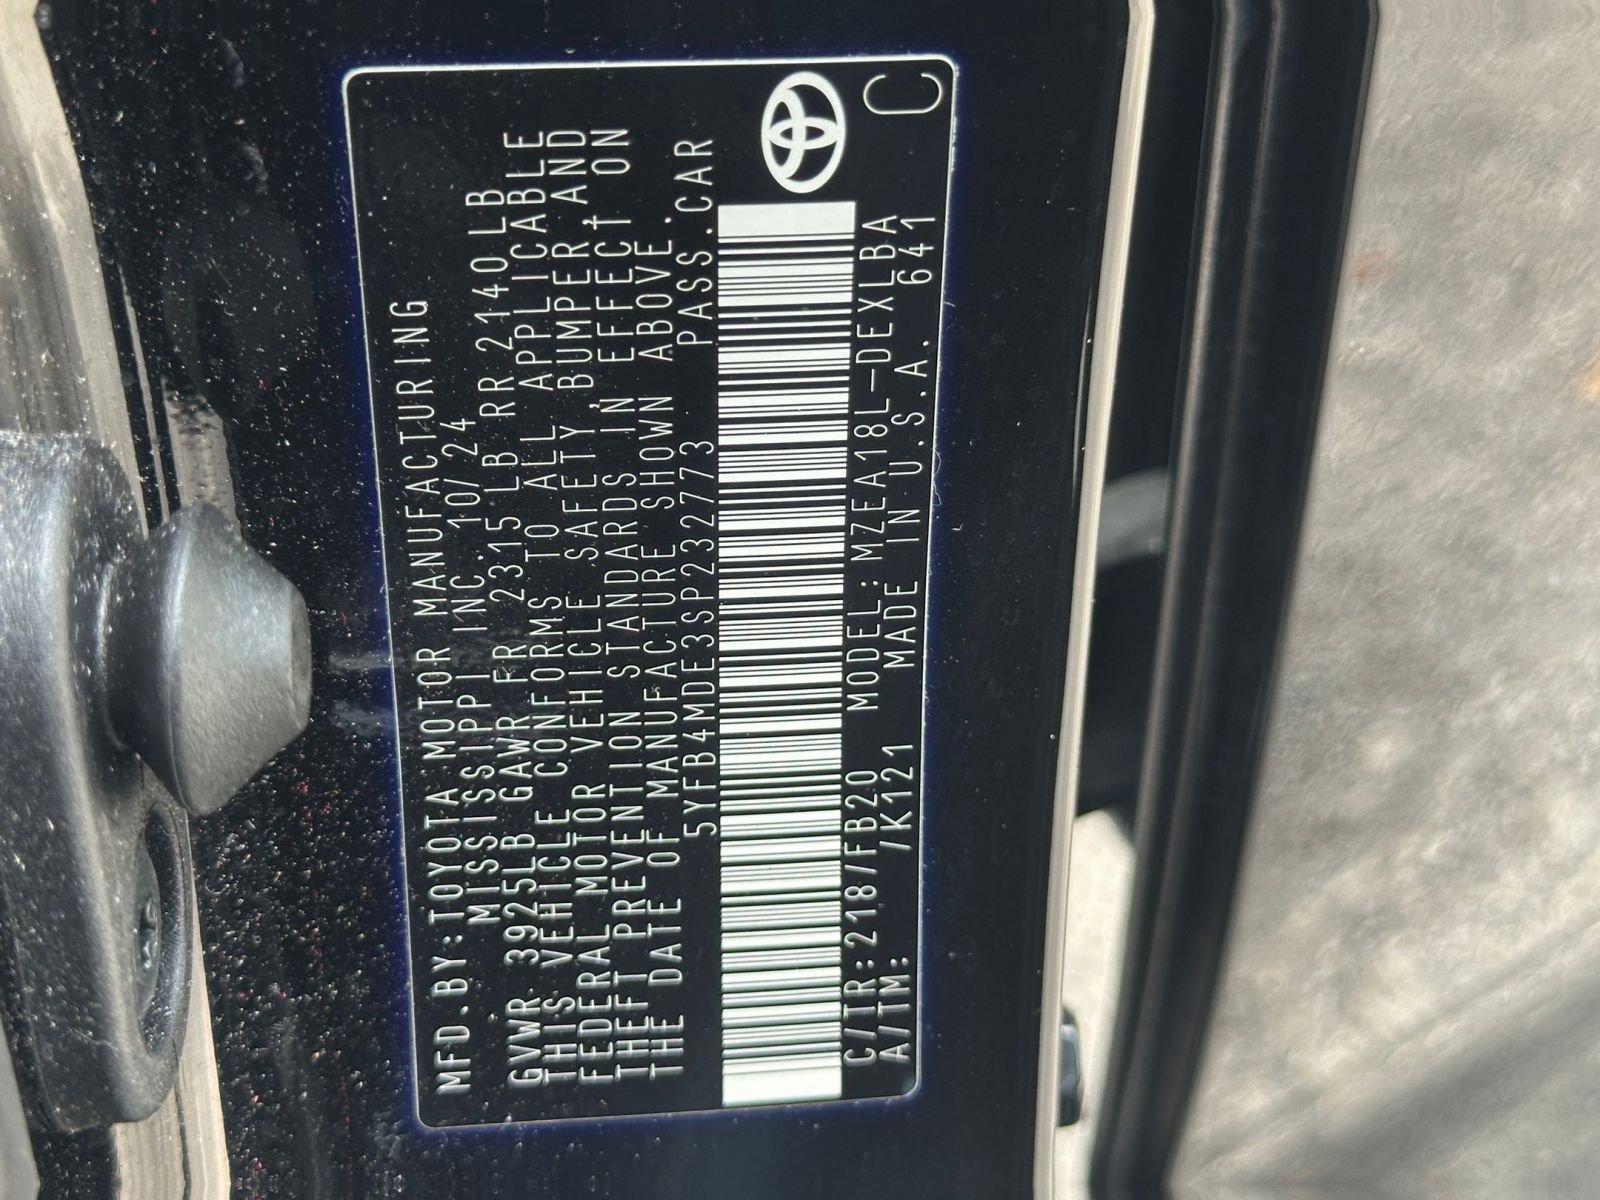 MFD.BY:TOYOTA MOTOR MANUFACTURING
MISSISSIPPI INC. 10/24
GVWR 3925LB GAWR FR 2315 LB RR 2140LB
THIS VEHICLE CONFORMS TO ALL APPLICABLE
FEDERAL MOTOR VEHICLE SAFETY, BUMPER, AND
THEFT PREVENTION STANDARDS IN EFFECT ON
THE DATE OF MANUFACTURE SHOWN ABOVE.
5YFB4MDE3SP232773 PASS.CAR
C/TR:218/FB20 MODEL:MZEA18L-DEXLBA
A/TM: /K121 MADE IN U.S.A. 641
C